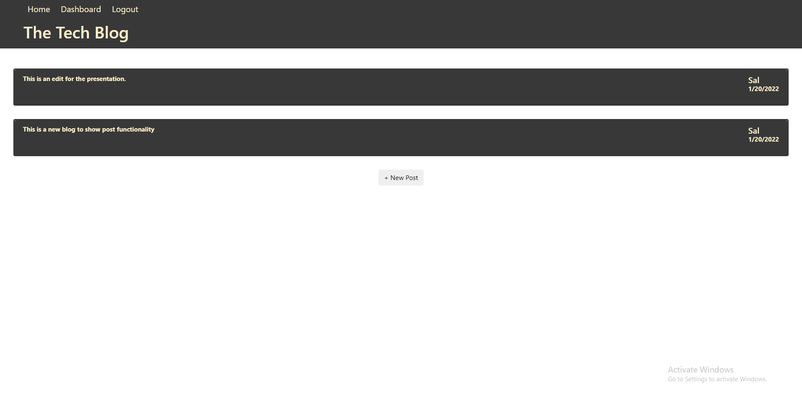 Home Dashboard Logout
The Tech Blog
This is an edit for the presentation.
Sal
1/20/2022
This is a new blog to show post functionality
Sal
1/20/2022
+ New Post
Activate Windows
Go to Settings to activate Windows.